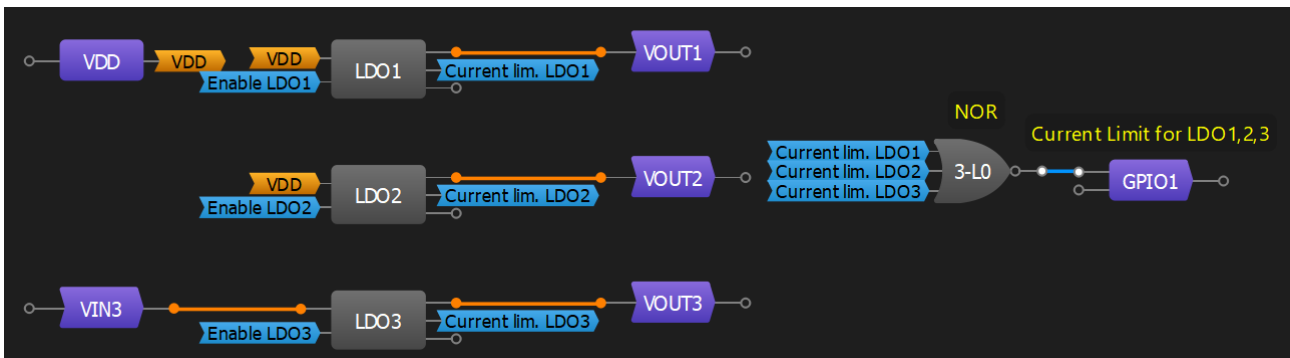 VDD VDD VDD LDO1 VOUT1
Enable LDO1 Current lim. LDO1
NOR
Current Limit for LDO1,2,3
Current lim. LDO1
VDD LDO2 Current lim. LDO2 VOUT2 Current lim. LDO2 3-L0 GPIO1
Enable LDO2 Current lim. LDO3
VIN3 LDO3 VOUT3
Enable LDO3 Current lim. LDO3